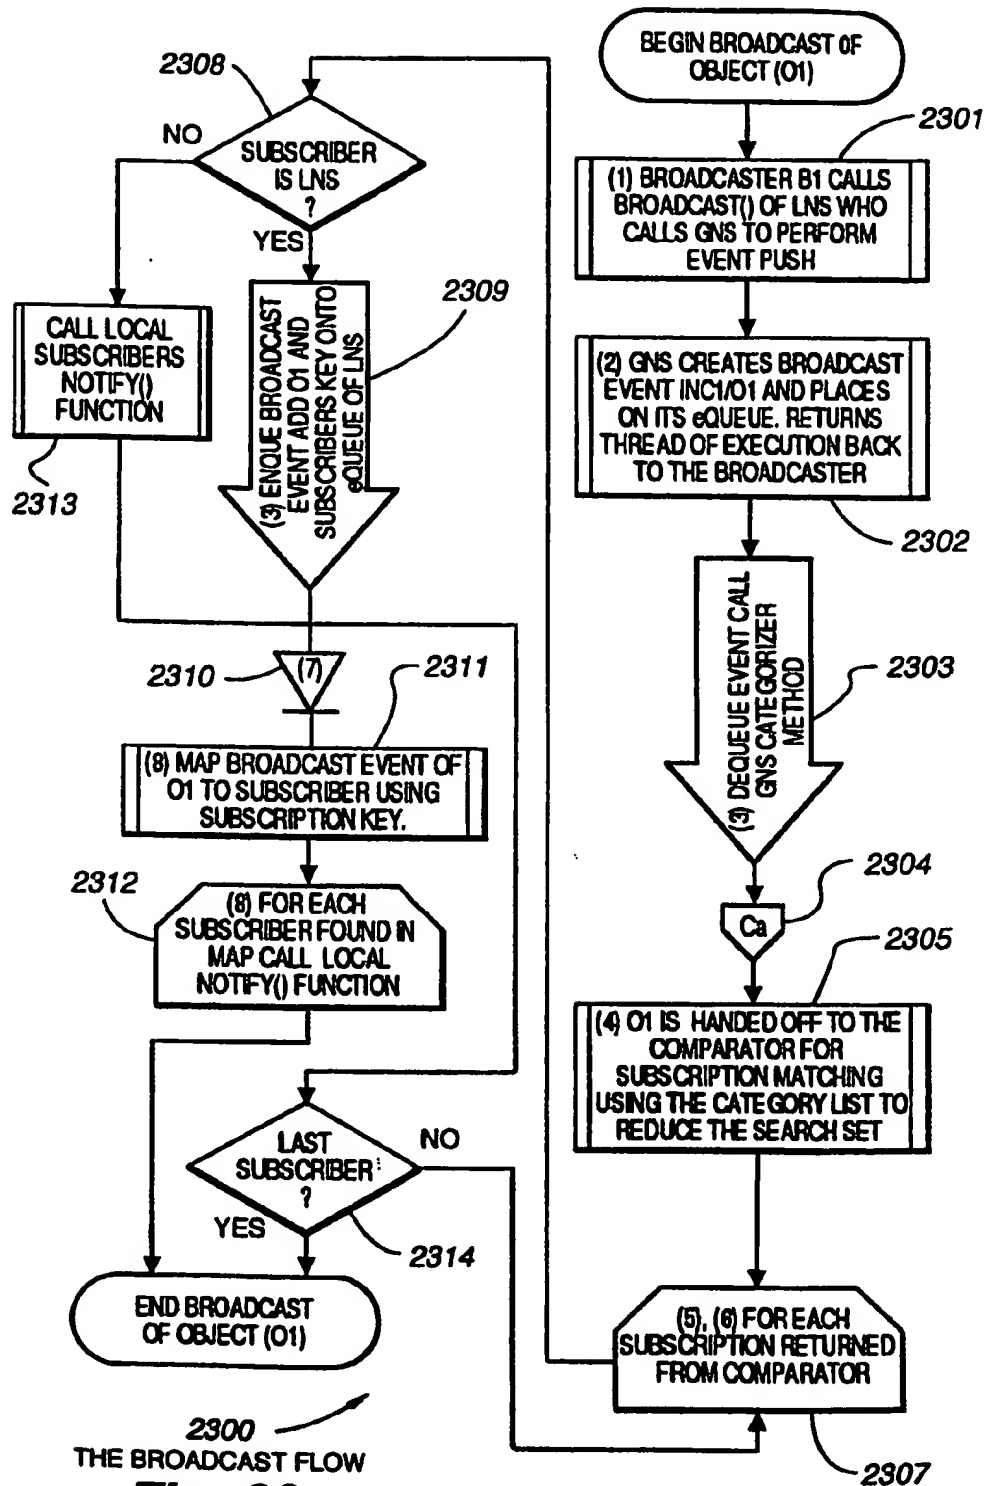 BEGIN BROADCAST OF
OBJECT (O1)
2301
(1) BROADCASTER B1 CALLS
BROADCAST() OF LNS WHO
CALLS GNS TO PERFORM
EVENT PUSH
(2) GNS CREATES BROADCAST
EVENT INC1/O1 AND PLACES
ON ITS eQUEUE. RETURNS
THREAD OF EXECUTION BACK
TO THE BROADCASTER
2302
(3) DEQUEUE EVENT CALL
GNS CATEGORIZER
METHOD
2303
2304
Ca
2305
(4) O1 IS HANDED OFF TO THE
COMPARATOR FOR
SUBSCRIPTION MATCHING
USING THE CATEGORY LIST TO
REDUCE THE SEARCH SET
(5), (6) FOR EACH
SUBSCRIPTION RETURNED
FROM COMPARATOR
2307
2308
SUBSCRIBER
IS LNS
?
NO
YES
CALL LOCAL
SUBSCRIBERS
NOTIFY()
FUNCTION
2313
2309
(3) ENQUE BROADCAST
EVENT ADD O1 AND
SUBSCRIBERS KEY ONTO
eQUEUE OF LNS
2310
(7)
2311
(8) MAP BROADCAST EVENT OF
O1 TO SUBSCRIBER USING
SUBSCRIPTION KEY.
2312
(8) FOR EACH
SUBSCRIBER FOUND IN
MAP CALL LOCAL
NOTIFY() FUNCTION
LAST
SUBSCRIBER
?
NO
YES
2314
END BROADCAST
OF OBJECT (O1)
2300
THE BROADCAST FLOW